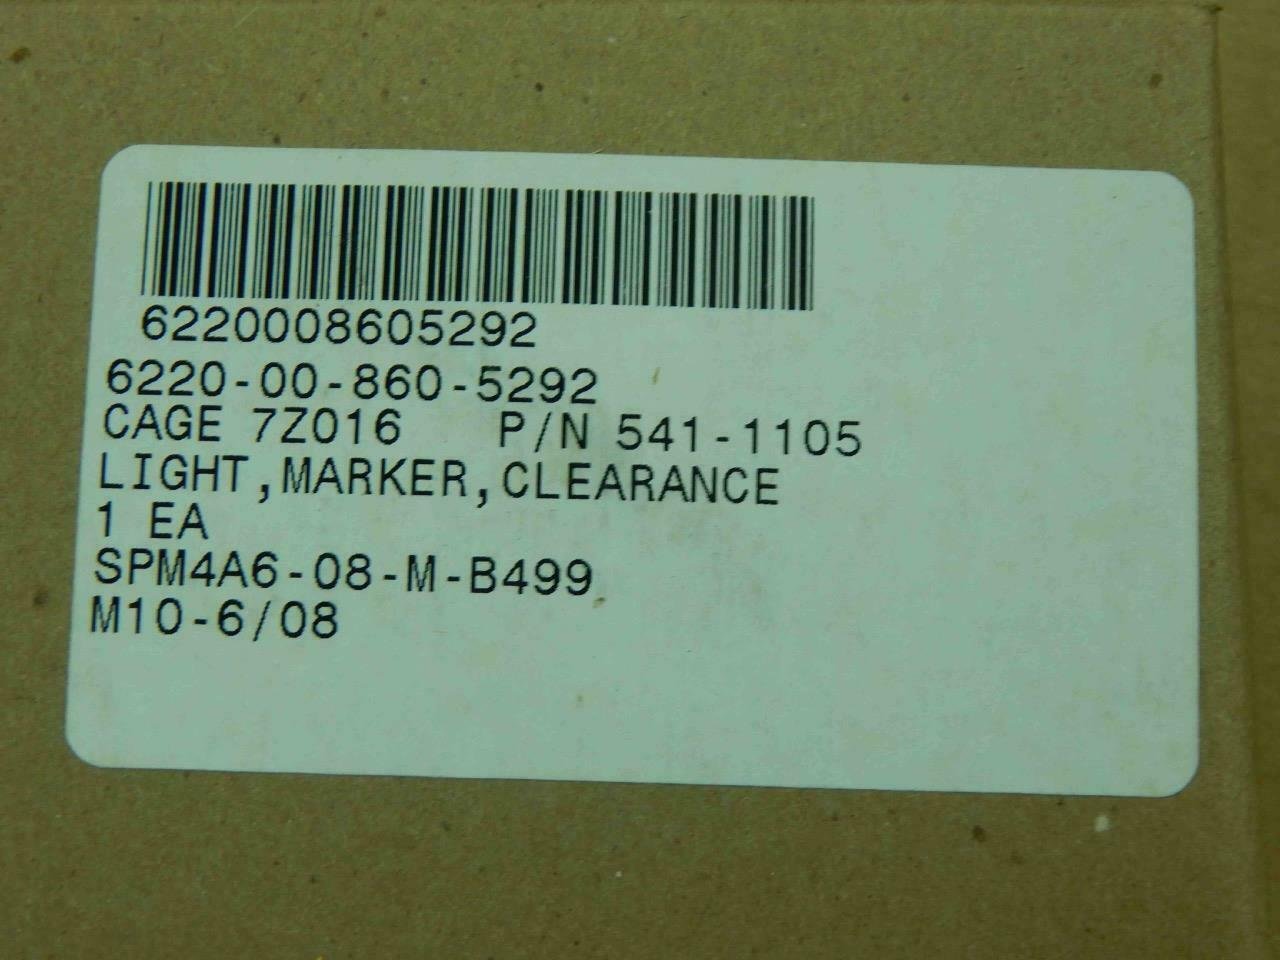 6220008605292
6220-00-860-5292
CAGE 7Z016 P/N 541-1105
LIGHT,MARKER,CLEARANCE
1 EA
SPM4A6-08-M-B499
M10-6/08